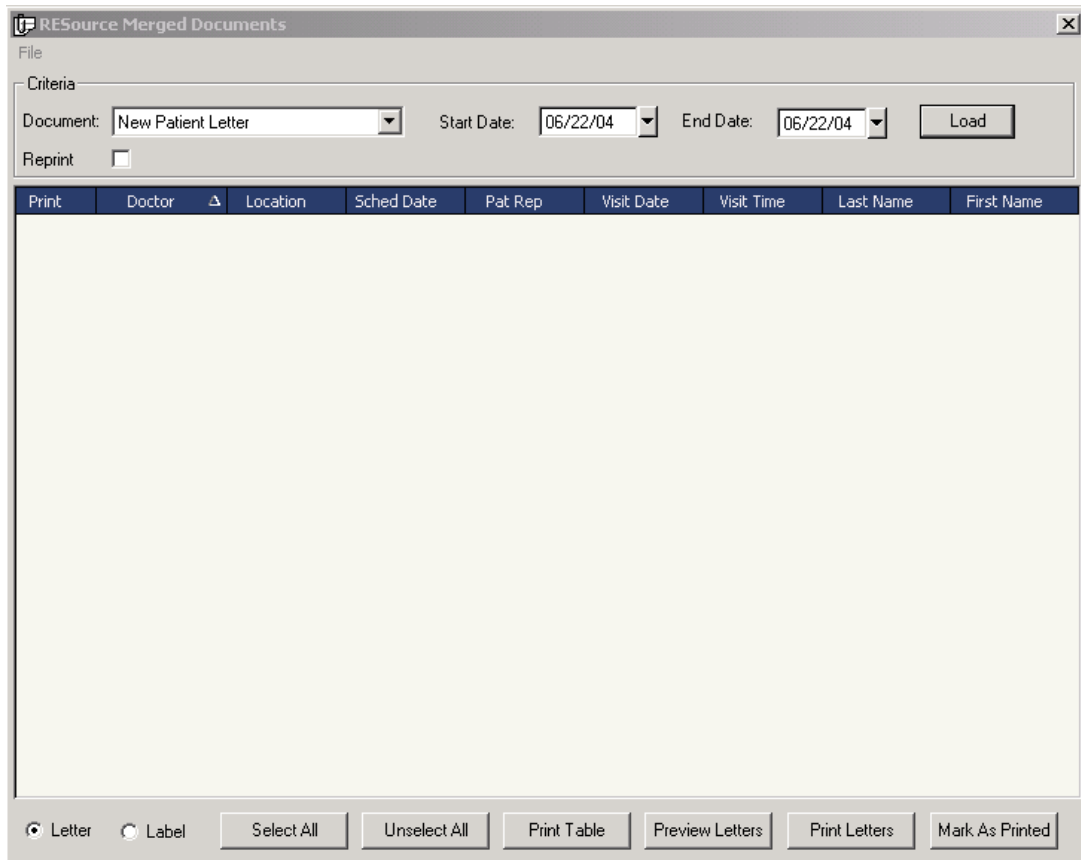 RESource Merged Documents
File
Criteria
Document: New Patient Letter Start Date: 06/22/04 End Date: 06/22/04 Load
Reprint
Print Doctor Δ Location Sched Date Pat Rep Visit Date Visit Time Last Name First Name
Letter Label Select All Unselect All Print Table Preview Letters Print Letters Mark As Printed